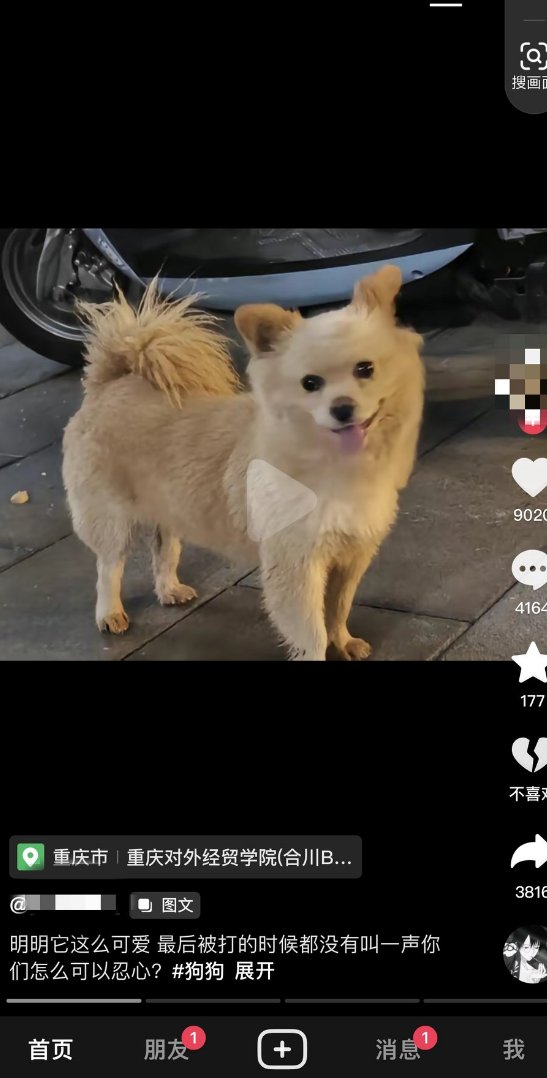 搜画面
9020
4164
177
不喜欢
3816
重庆市 | 重庆对外经贸学院(合川B...
@
图文
明明它这么可爱 最后被打的时候都没有叫一声你
们怎么可以忍心？ #狗狗 展开
首页
朋友
1
消息
1
我